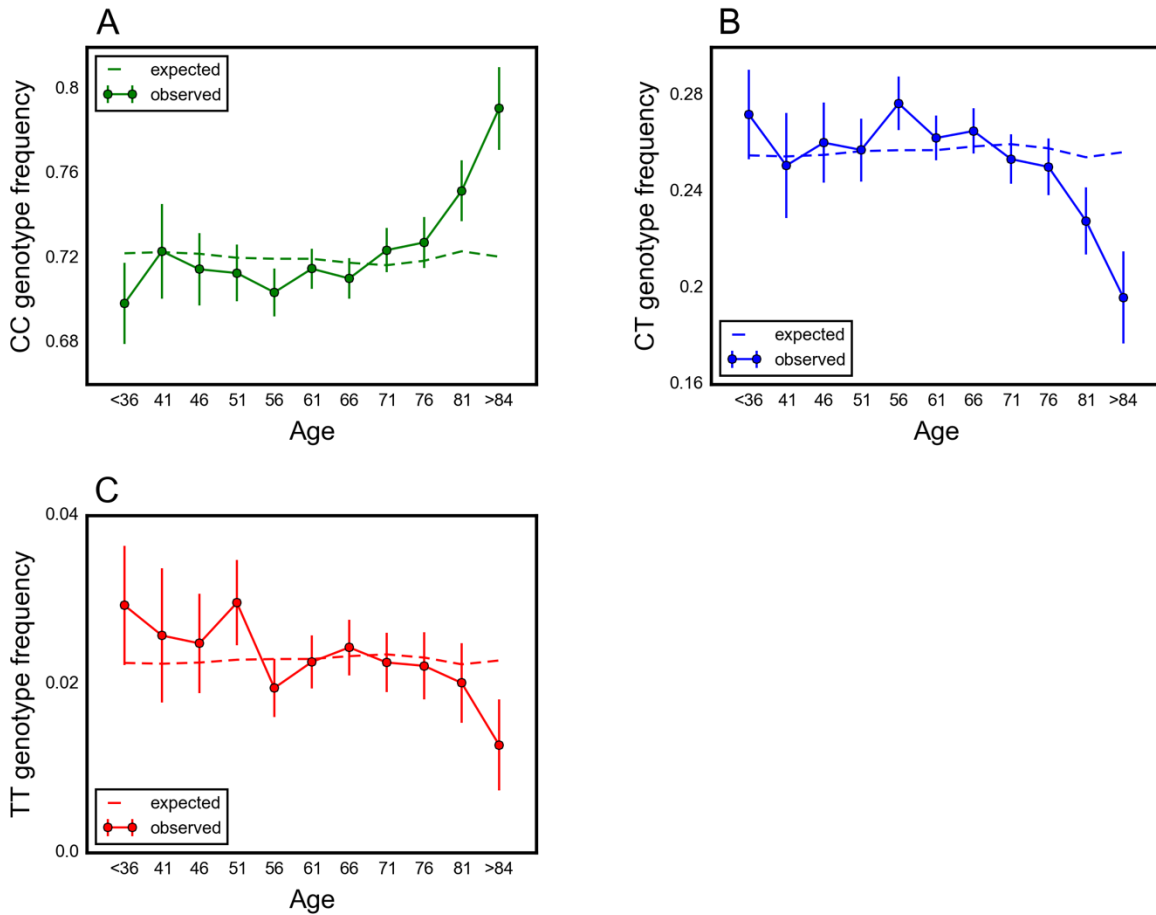 A
CC genotype frequency
0.8
0.76
0.72
0.68
expected
observed
<36 41 46 51 56 61 66 71 76 81 >84
Age
B
CT genotype frequency
0.28
0.24
0.2
0.16
expected
observed
<36 41 46 51 56 61 66 71 76 81 >84
Age
C
TT genotype frequency
0.04
0.02
0.0
expected
observed
<36 41 46 51 56 61 66 71 76 81 >84
Age